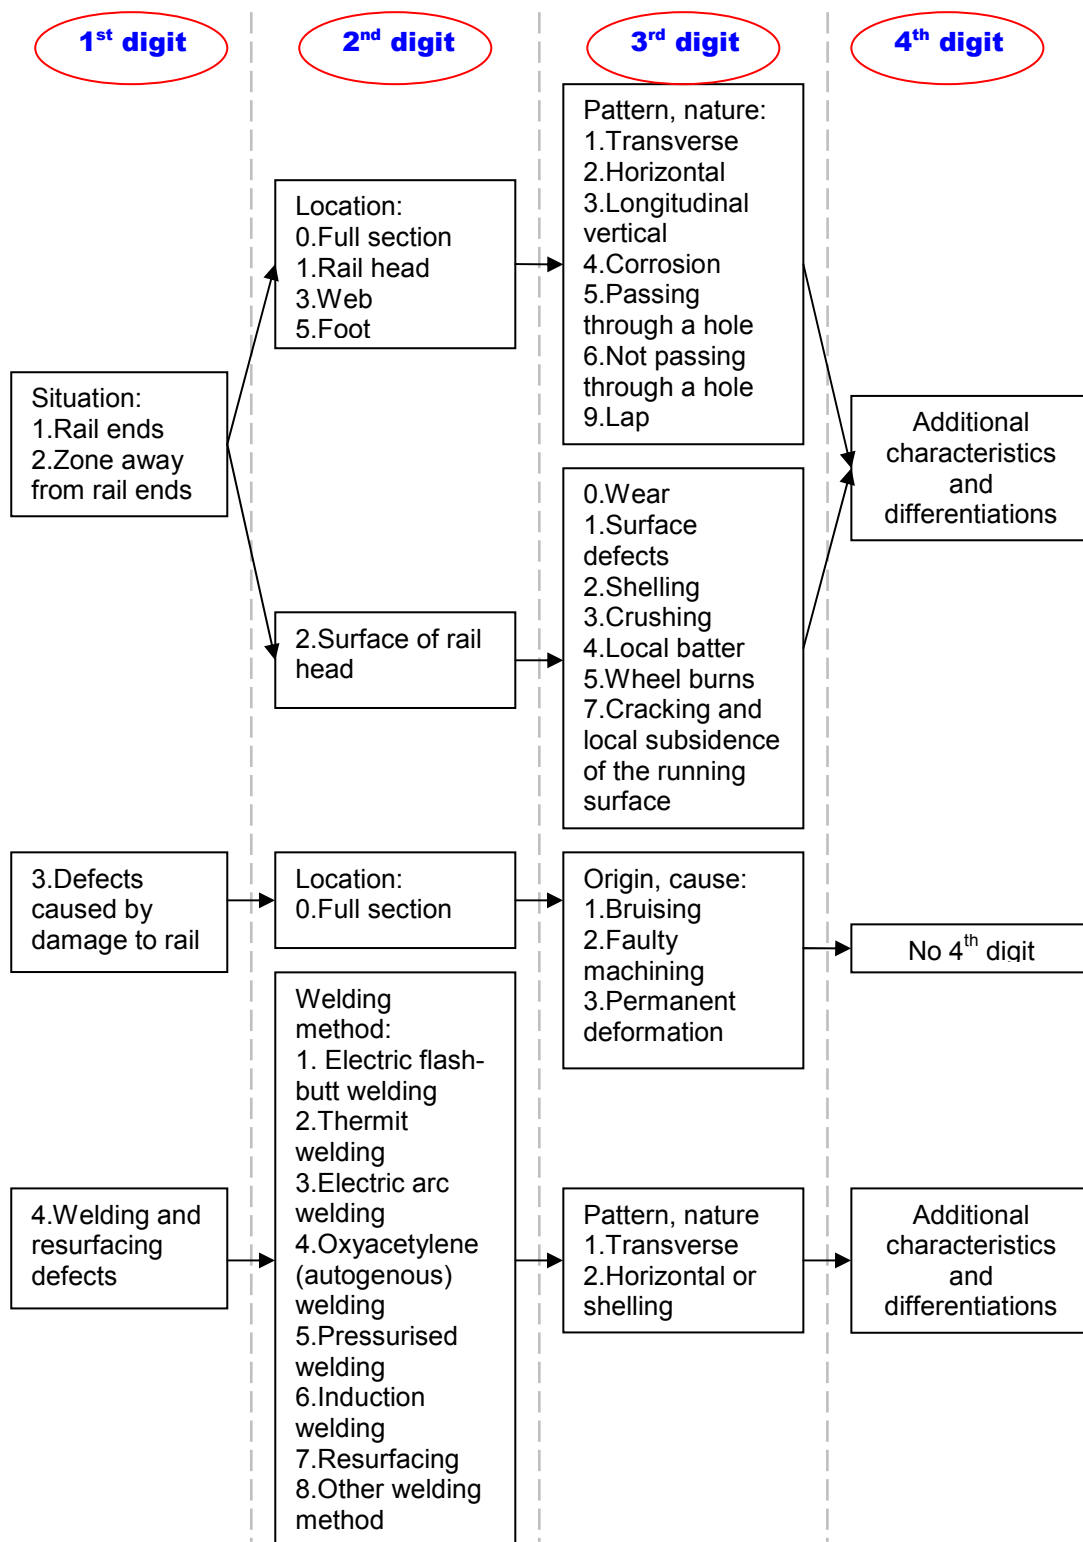 1st digit
2nd digit
3rd digit
4th digit
Situation:
1.Rail ends
2.Zone away
from rail ends
Location:
0.Full section
1.Rail head
3.Web
5.Foot
Pattern, nature:
1.Transverse
2.Horizontal
3.Longitudinal
vertical
4.Corrosion
5.Passing
through a hole
6.Not passing
through a hole
9.Lap
2.Surface of rail
head
0.Wear
1.Surface
defects
2.Shelling
3.Crushing
4.Local batter
5.Wheel burns
7.Cracking and
local subsidence
of the running
surface
Additional
characteristics
and
differentiations
3.Defects
caused by
damage to rail
Location:
0.Full section
Origin, cause:
1.Bruising
2.Faulty
machining
3.Permanent
deformation
No 4th digit
4.Welding and
resurfacing
defects
Welding
method:
1. Electric flash-
butt welding
2.Thermit
welding
3.Electric arc
welding
4.Oxyacetylene
(autogenous)
welding
5.Pressurised
welding
6.Induction
welding
7.Resurfacing
8.Other welding
method
Pattern, nature
1.Transverse
2.Horizontal or
shelling
Additional
characteristics
and
differentiations